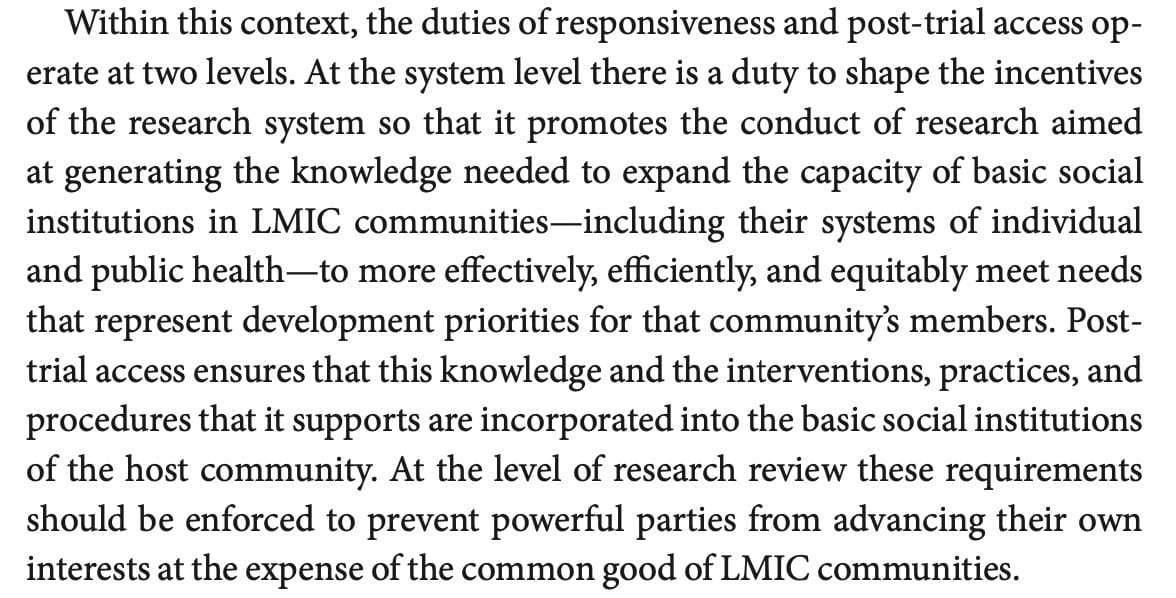 Within this context, the duties of responsiveness and post-trial access op-
erate at two levels. At the system level there is a duty to shape the incentives
of the research system so that it promotes the conduct of research aimed
at generating the knowledge needed to expand the capacity of basic social
institutions in LMIC communities—including their systems of individual
and public health—to more effectively, efficiently, and equitably meet needs
that represent development priorities for that community’s members. Post-
trial access ensures that this knowledge and the interventions, practices, and
procedures that it supports are incorporated into the basic social institutions
of the host community. At the level of research review these requirements
should be enforced to prevent powerful parties from advancing their own
interests at the expense of the common good of LMIC communities.